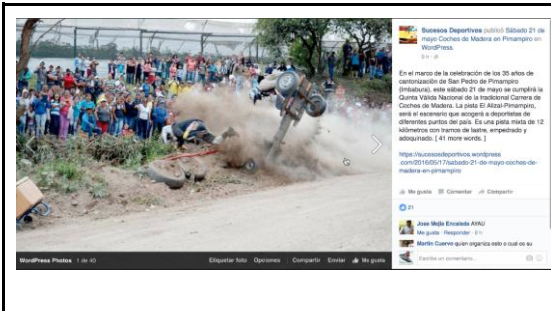 Sucesos Deportivos publicó Sábado 21 de
mayo Coches de Madera en Pimampiro en
WordPress
En el marco de la celebración de los 35 años de
cantonización de San Pedro de Pimampiro
(Imbabura), este sábado 21 de mayo se cumplirá la
Quinta Válida Nacional de la tradicional Carrera de
Coches de Madera. La pista El Alizal-Pimampiro,
será el escenario que acogerá a deportistas de
diferentes puntos del país. Es una pista mixta de 12
kilómetros con tramos de lastre, empedrado y
adoquinado. [ 41 more words. ]
https://sucesosdeportivos.wordpress
.com/2016/05/17/sabado-21-de-mayo-coches-de-
madera-en-pimampiro
Me gusta Comentar Compartir
21
Jose Mejia Encalada AYAU
Me gusta · Responder · 8 h
Martin Cuervo quien organiza esto o cual es su
Escribe un comentario...
WordPress Photos 1 de 40 Etiquetar foto Opciones Compartir Enviar Me gusta